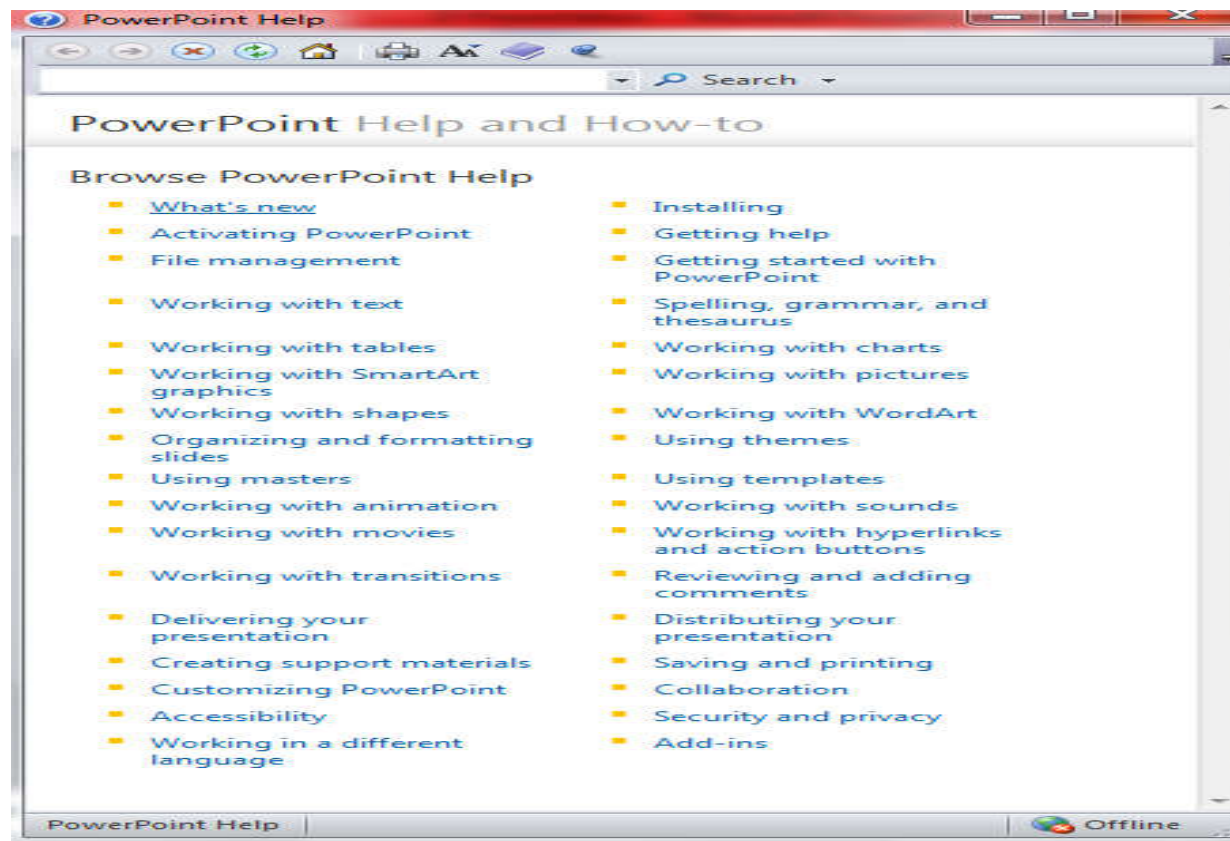 PowerPoint Help
Search
PowerPoint Help and How-to
Browse PowerPoint Help
What's new
Installing
Activating PowerPoint
Getting help
File management
Getting started with
PowerPoint
Working with text
Spelling, grammar, and
thesaurus
Working with tables
Working with charts
Working with SmartArt
graphics
Working with pictures
Working with shapes
Working with WordArt
Organizing and formatting
slides
Using themes
Using masters
Using templates
Working with animation
Working with sounds
Working with movies
Working with hyperlinks
and action buttons
Working with transitions
Reviewing and adding
comments
Delivering your
presentation
Distributing your
presentation
Creating support materials
Saving and printing
Customizing PowerPoint
Collaboration
Accessibility
Security and privacy
Working in a different
language
Add-ins
PowerPoint Help
Offline